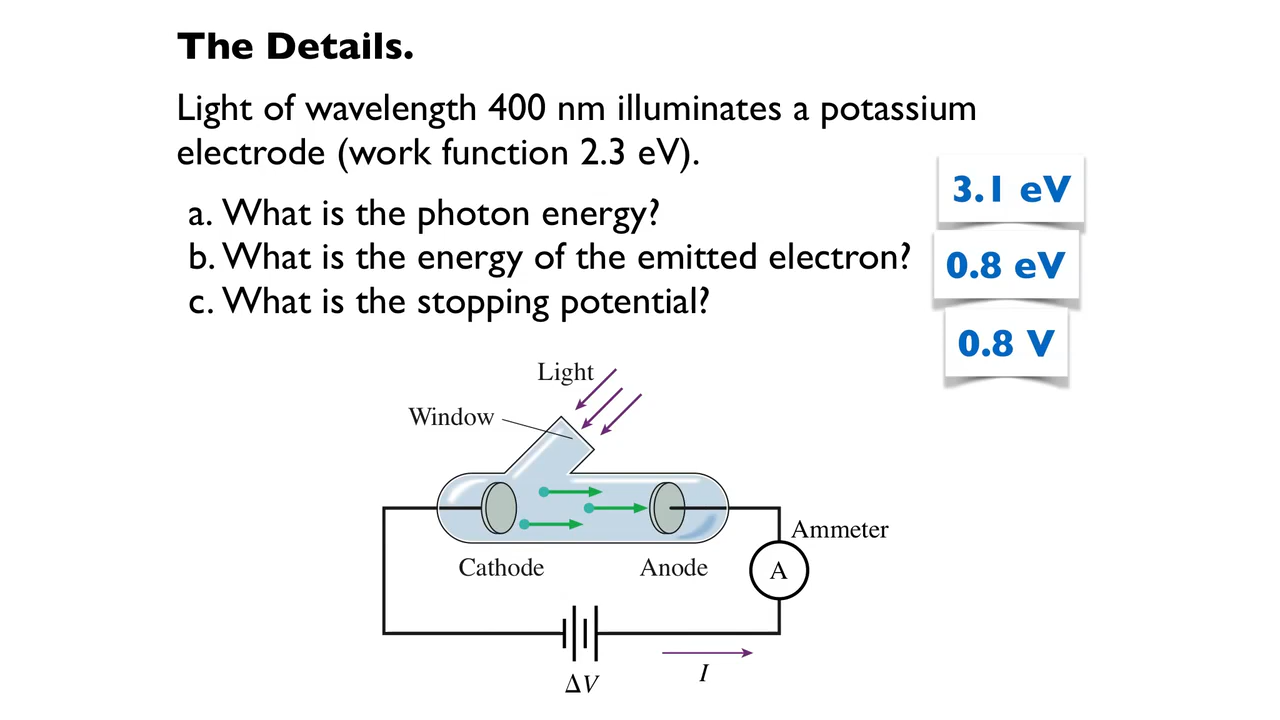 The Details.
Light of wavelength 400 nm illuminates a potassium
electrode (work function 2.3 eV).
a. What is the photon energy?
b. What is the energy of the emitted electron?
c. What is the stopping potential?
3.1 eV
0.8 eV
0.8 V
Light
Window
Cathode
Anode
Ammeter
A
ΔV
I